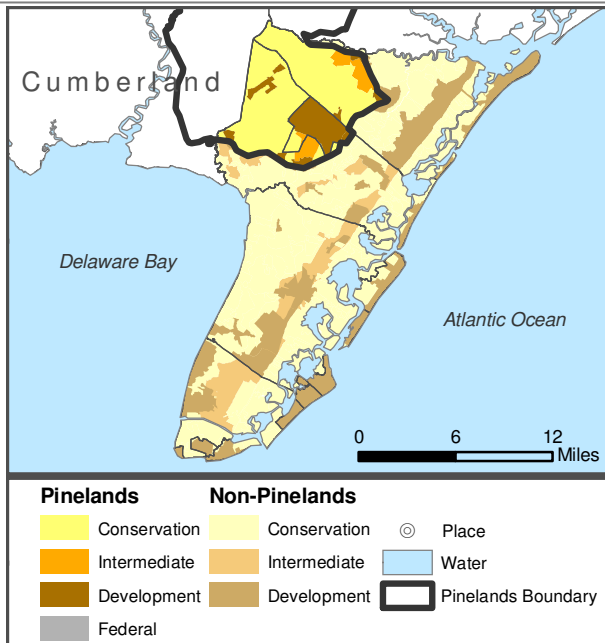 Cumberland
Delaware Bay
Atlantic Ocean
0 6 12
Miles
Pinelands Non-Pinelands
Conservation Conservation Place
Intermediate Intermediate Water
Development Development Pinelands Boundary
Federal